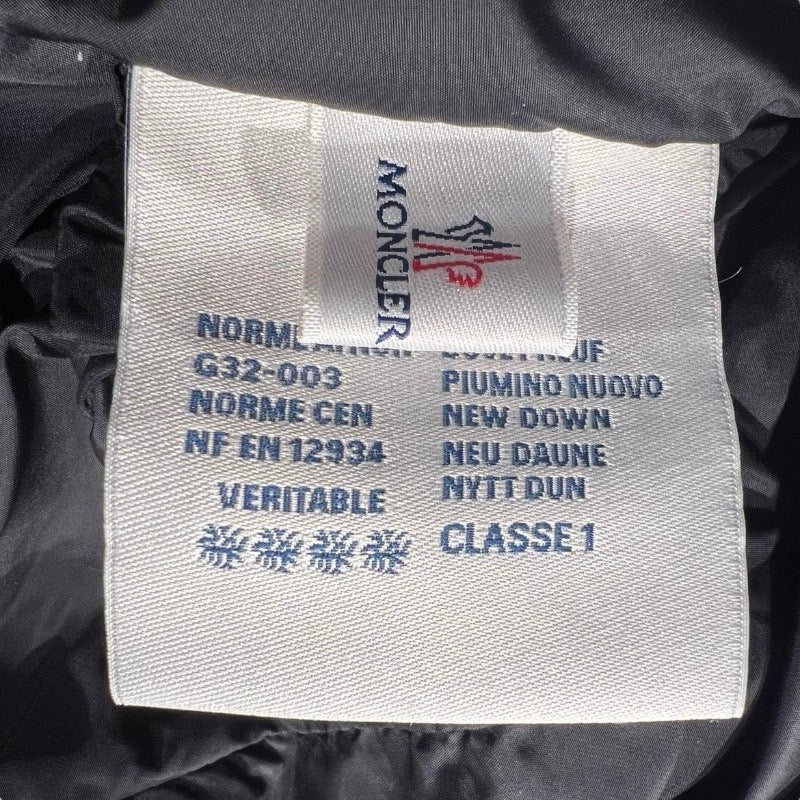 MONCLER
NORME
G32-003
NORME CEN
NF EN 12934
VERITABLE
PIUMINO NUOVO
NEW DOWN
NEU DAUNE
NYTT DUN
CLASSE 1